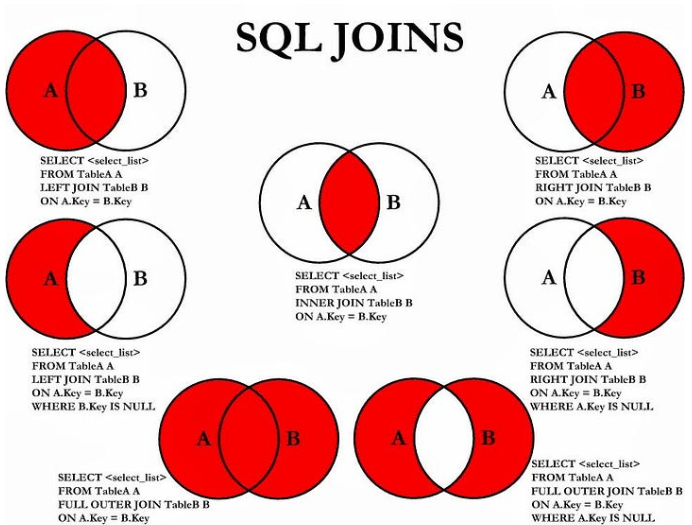 SQL JOINS
A B
SELECT <select_list>
FROM TableA A
LEFT JOIN TableB B
ON A.Key = B.Key
A B
SELECT <select_list>
FROM TableA A
RIGHT JOIN TableB B
ON A.Key = B.Key
A B
SELECT <select_list>
FROM TableA A
INNER JOIN TableB B
ON A.Key = B.Key
A B
SELECT <select_list>
FROM TableA A
LEFT JOIN TableB B
ON A.Key = B.Key
WHERE B.Key IS NULL
A B
SELECT <select_list>
FROM TableA A
RIGHT JOIN TableB B
ON A.Key = B.Key
WHERE A.Key IS NULL
A B
SELECT <select_list>
FROM TableA A
FULL OUTER JOIN TableB B
ON A.Key = B.Key
A B
SELECT <select_list>
FROM TableA A
FULL OUTER JOIN TableB B
ON A.Key = B.Key
WHERE A.Key IS NULL